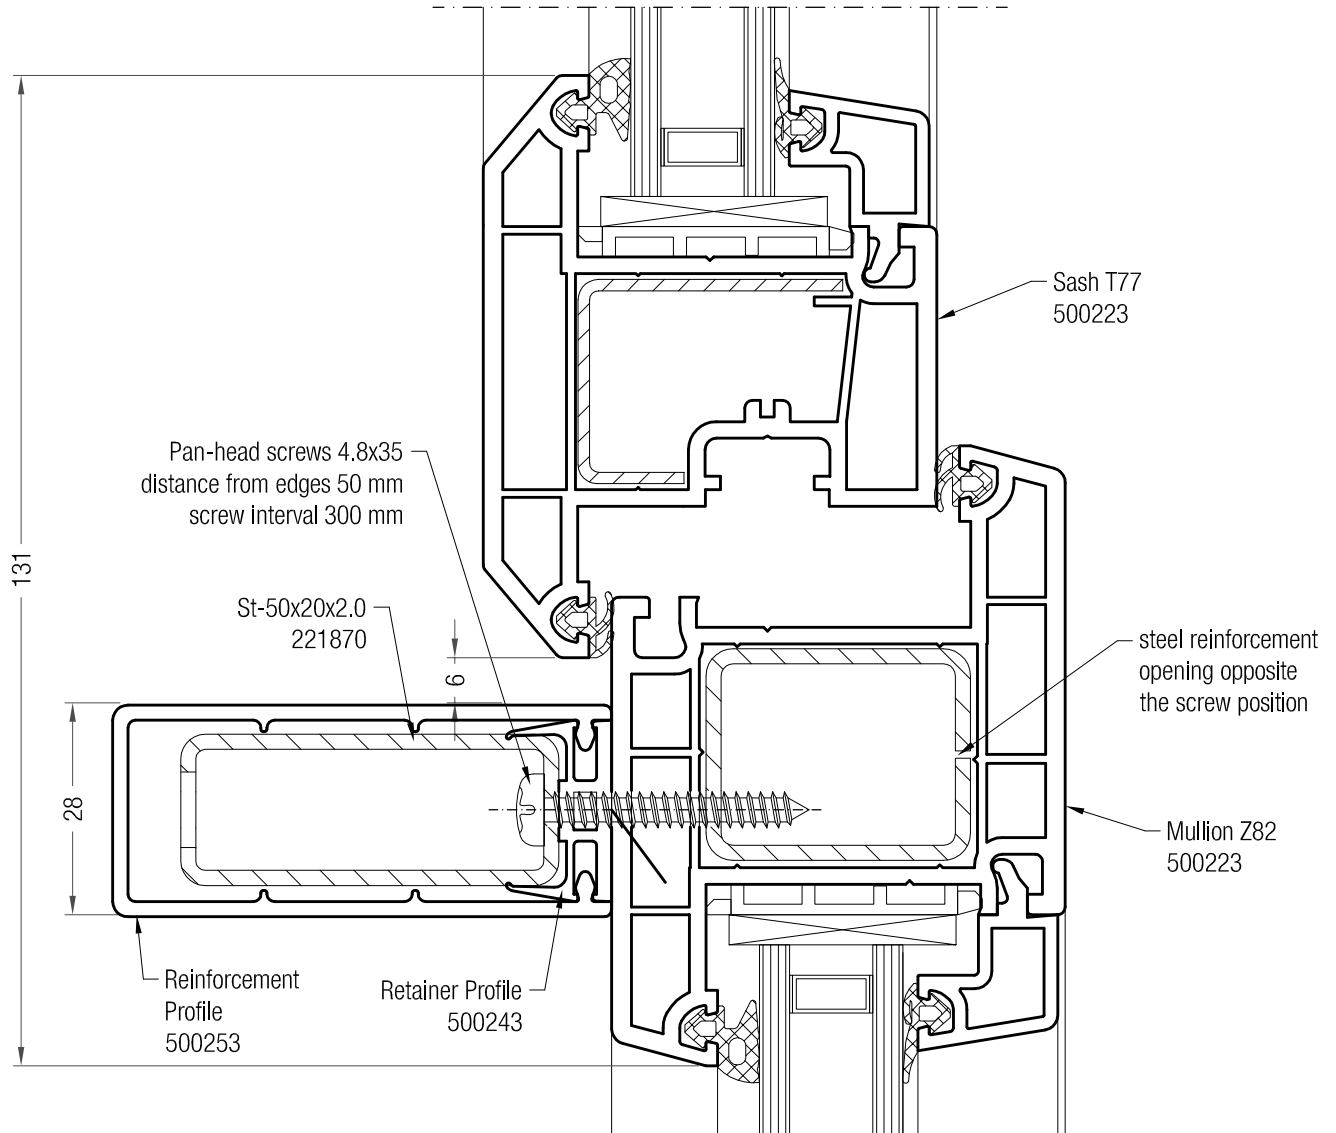 Sash T77
500223
Pan-head screws 4.8x35
distance from edges 50 mm
screw interval 300 mm
131
St-50x20x2.0
221870
steel reinforcement
opening opposite
the screw position
6
28
Mullion Z82
500223
Reinforcement
Profile
500253
Retainer Profile
500243